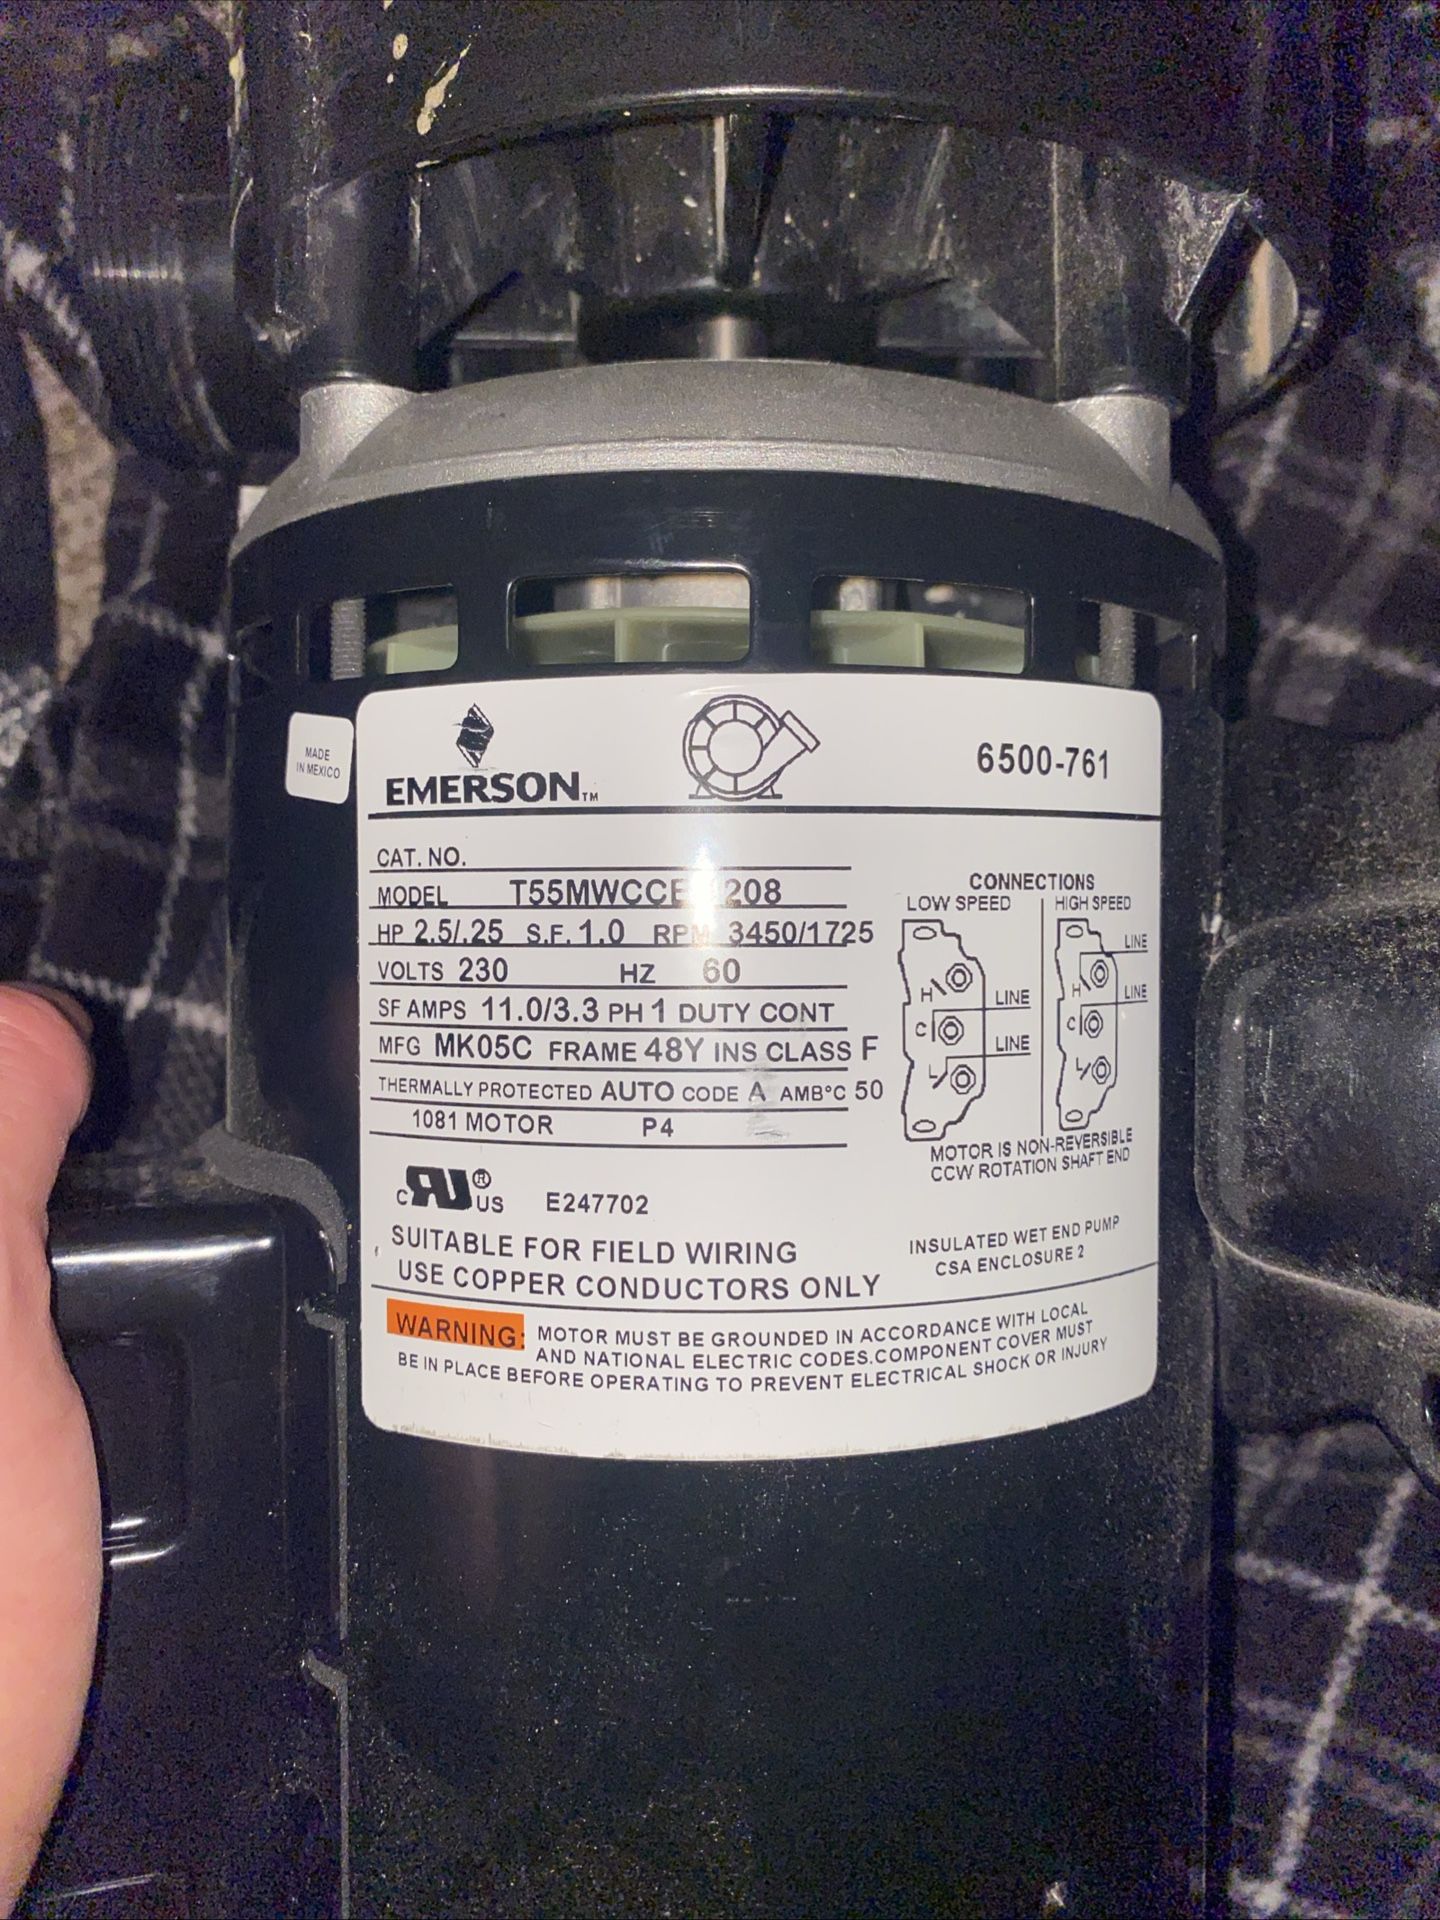 MADE
IN MEXICO
EMERSON™
6500-761
CAT. NO.
MODEL 208
HP 2.5/.25 S.F. 1.0 RPM 3450/1725
VOLTS 230 HZ 60
SF AMPS 11.0/3.3 PH 1 DUTY CONT
MFG MK05C FRAME 48Y INS CLASS F
THERMALLY PROTECTED AUTO CODE A AMB°C 50
1081 MOTOR P4
CONNECTIONS
LOW SPEED HIGH SPEED
H LINE
C LINE
L
LINE
H LINE
C
L
MOTOR IS NON-REVERSIBLE
CCW ROTATION SHAFT END
C RU ® US E247702
SUITABLE FOR FIELD WIRING
USE COPPER CONDUCTORS ONLY
INSULATED WET END PUMP
CSA ENCLOSURE 2
WARNING: MOTOR MUST BE GROUNDED IN ACCORDANCE WITH LOCAL
AND NATIONAL ELECTRIC CODES.COMPONENT COVER MUST
BE IN PLACE BEFORE OPERATING TO PREVENT ELECTRICAL SHOCK OR INJURY